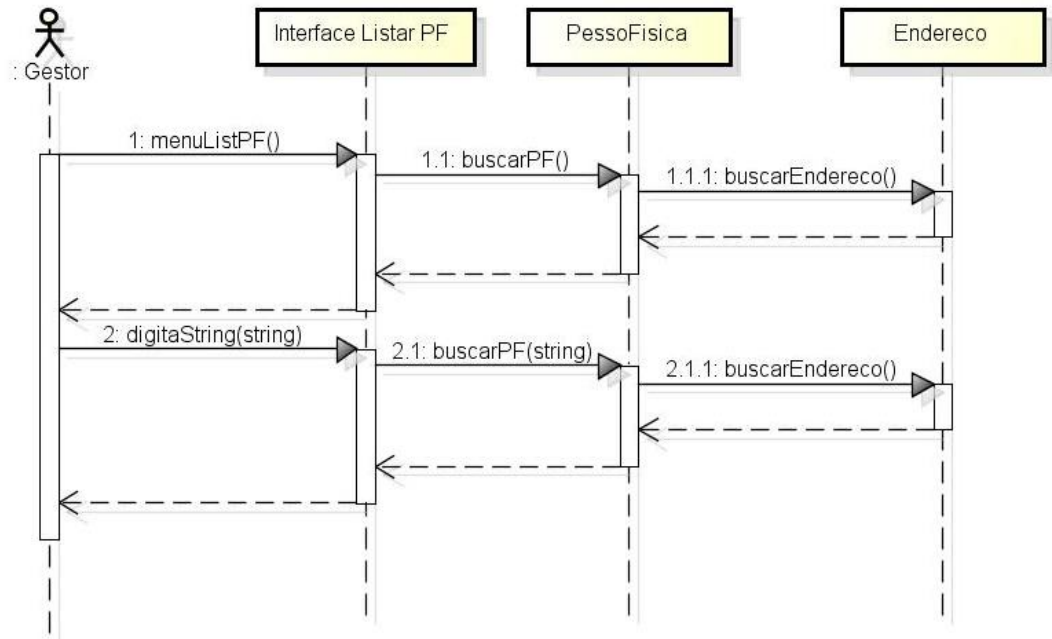 Interface Listar PF
PessoFisica
Endereco
: Gestor
1: menuListPF()
1.1: buscarPF()
1.1.1: buscarEndereco()
2: digitaString(string)
2.1: buscarPF(string)
2.1.1: buscarEndereco()